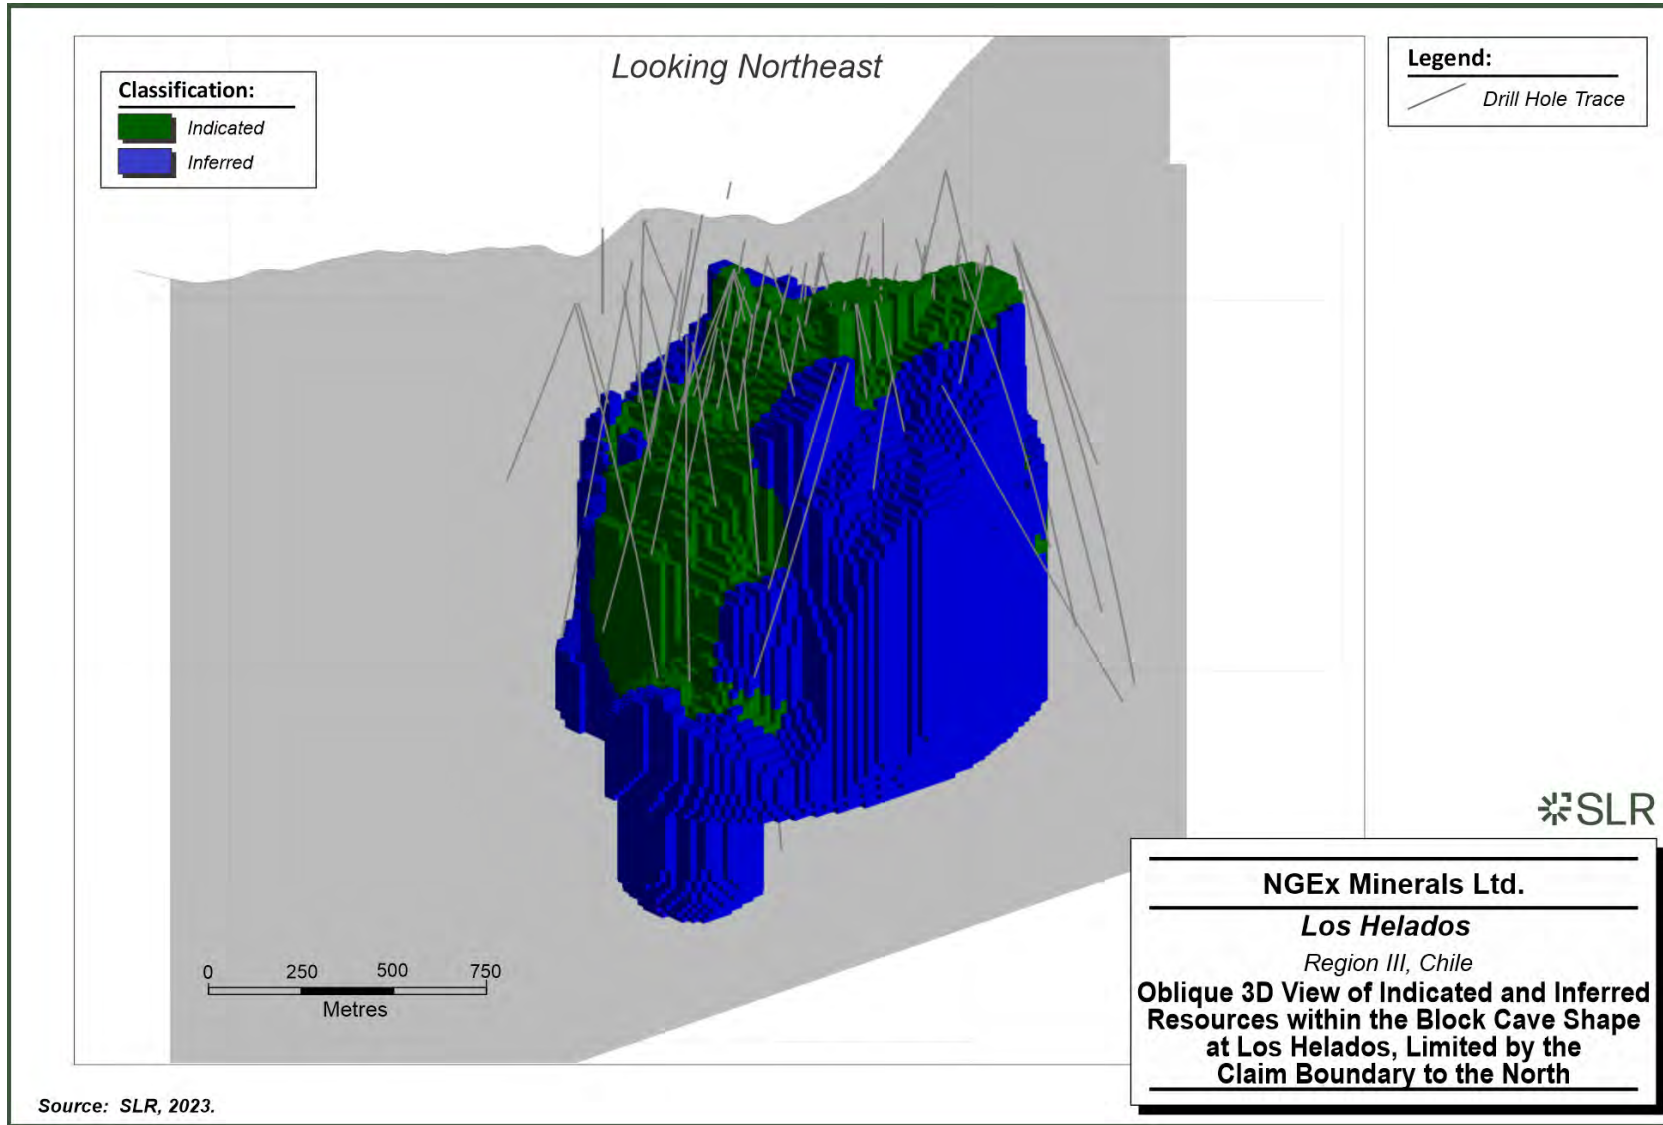 Looking Northeast
Classification:
Indicated
Inferred
Legend:
Drill Hole Trace
0 250 500 750
Metres
SLR
NGEx Minerals Ltd.
Los Helados
Region III, Chile
Oblique 3D View of Indicated and Inferred
Resources within the Block Cave Shape
at Los Helados, Limited by the
Claim Boundary to the North
Source: SLR, 2023.